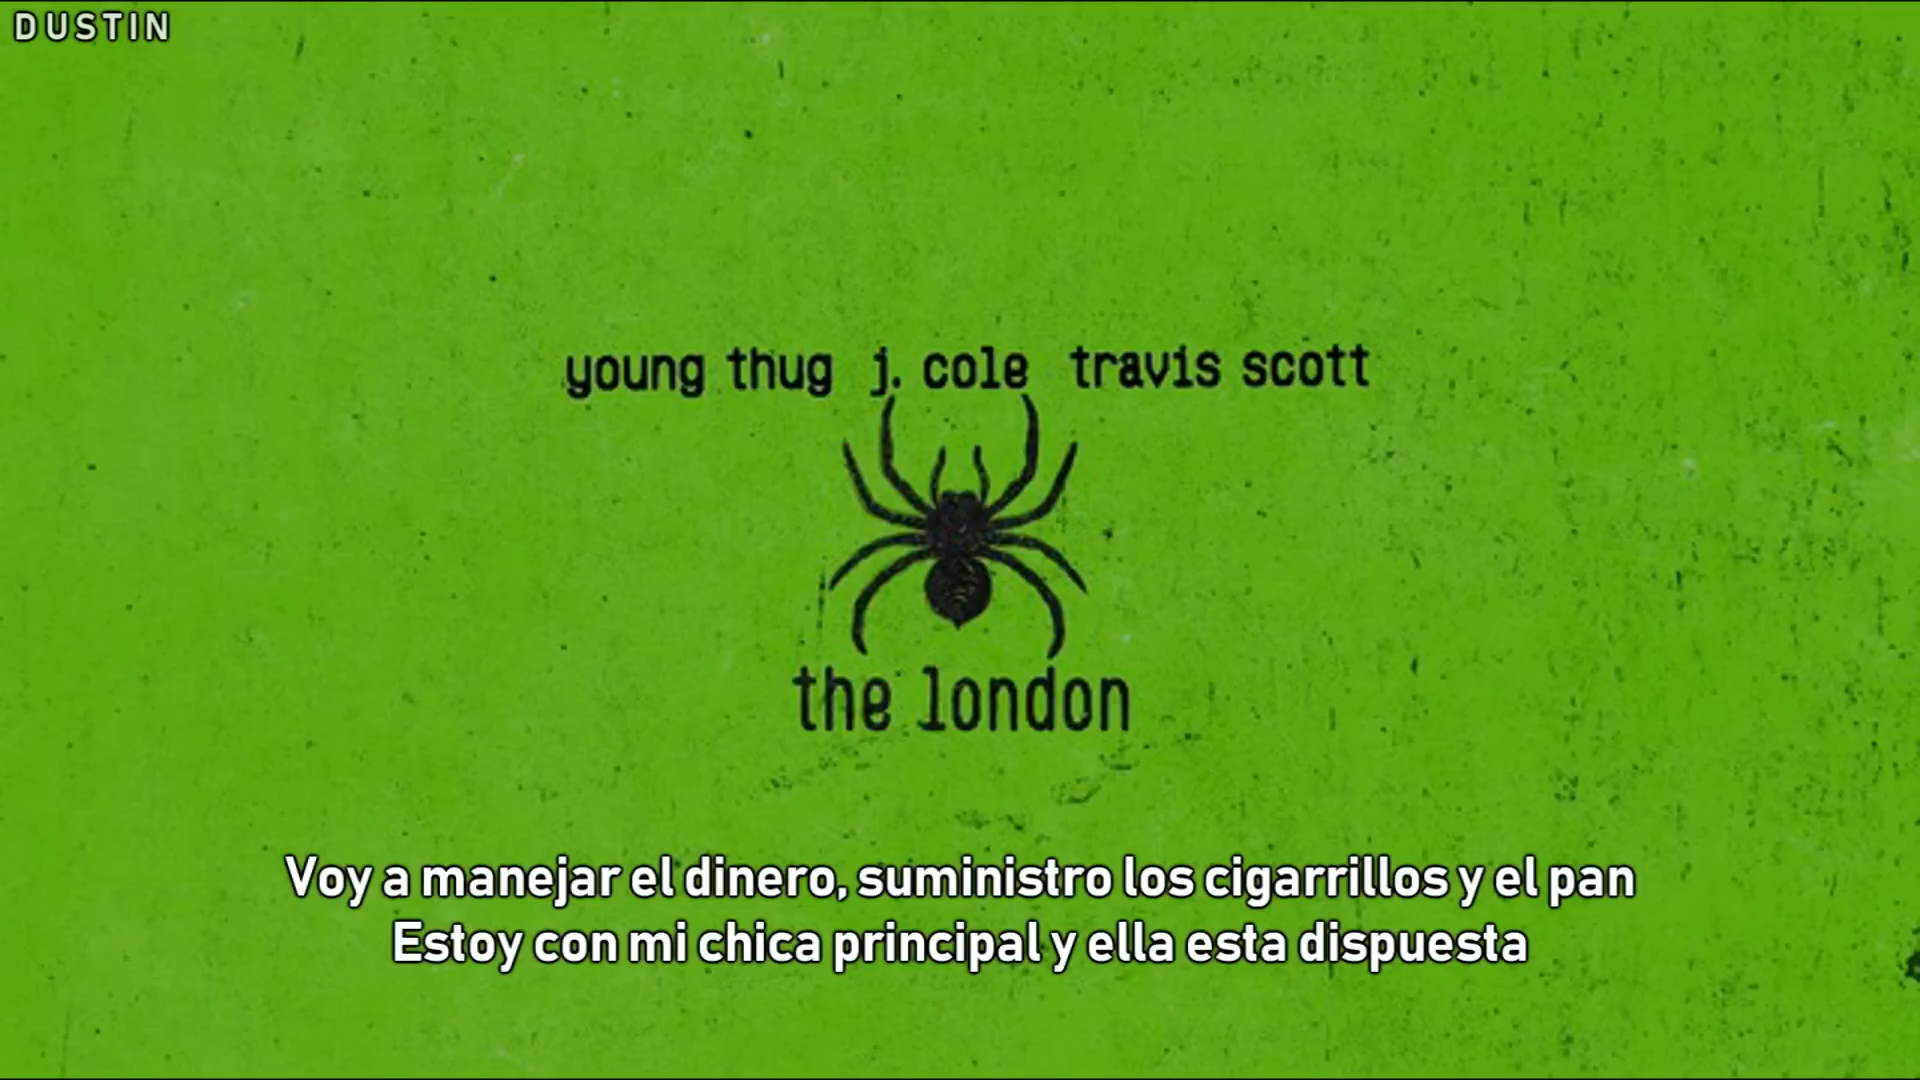 DUSTIN
young thug j. cole travis scott
the london
Voy a manejar el dinero, suministro los cigarrillos y el pan
Estoy con mi chica principal y ella esta dispuesta